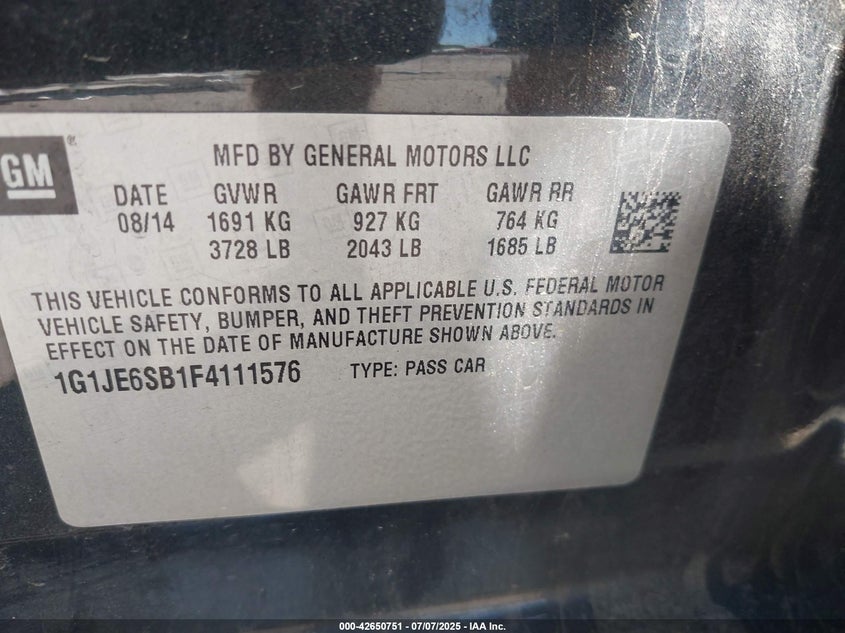 GM ®
MFD BY GENERAL MOTORS LLC
DATE GVWR GAWR FRT GAWR RR
08/14 1691 KG 927 KG 764 KG
3728 LB 2043 LB 1685 LB
THIS VEHICLE CONFORMS TO ALL APPLICABLE U.S. FEDERAL MOTOR
VEHICLE SAFETY, BUMPER, AND THEFT PREVENTION STANDARDS IN
EFFECT ON THE DATE OF MANUFACTURE SHOWN ABOVE.
1G1JE6SB1F4111576 TYPE: PASS CAR
000-42650751 - 07/07/2025 - IAA Inc.